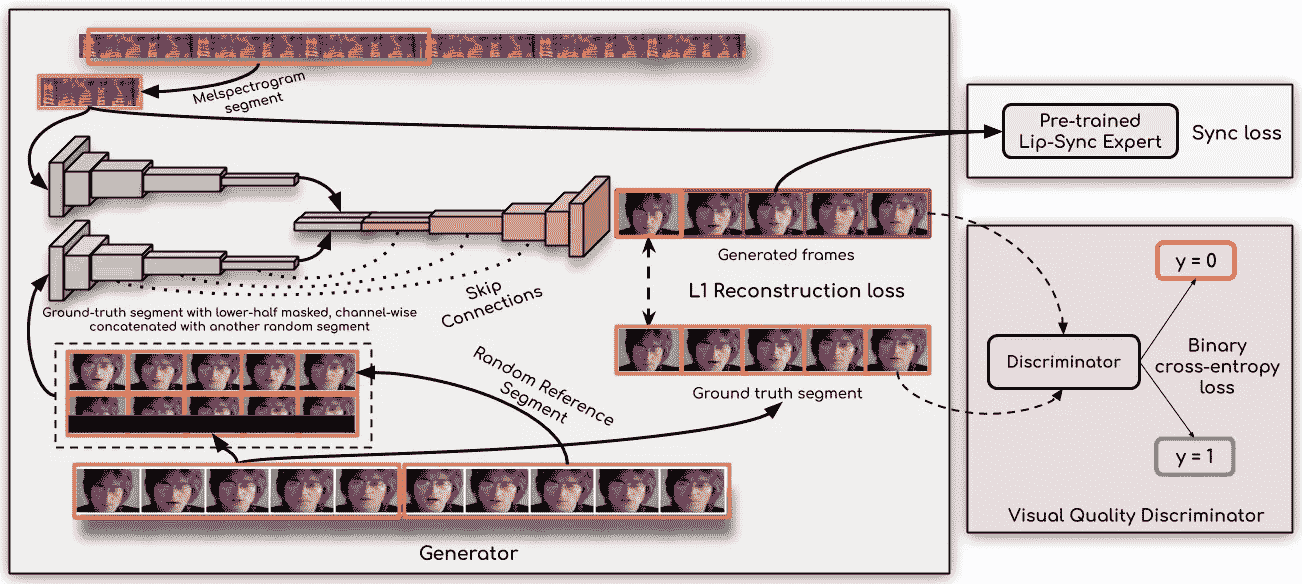 Melspectrogram
segment
Pre-trained
Lip-Sync Expert
Sync loss
Generated frames
Skip
Connections
L1 Reconstruction loss
Ground-truth segment with lower-half masked, channel-wise
concatenated with another random segment
Random Reference
Segment
Ground truth segment
y = 0
Discriminator
Binary
cross-entropy
loss
y = 1
Visual Quality Discriminator
Generator